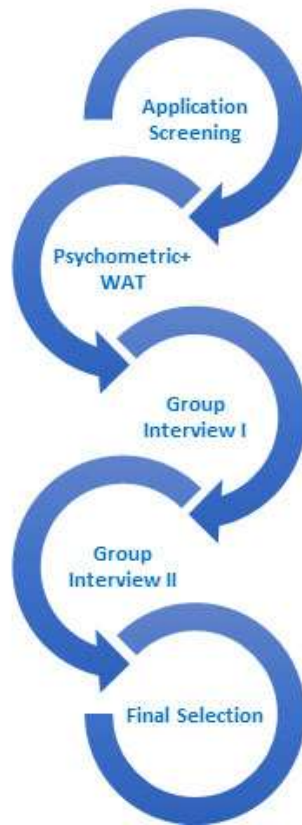 Application
Screening
Psychometric+
WAT
Group
Interview I
Group
Interview II
Final Selection